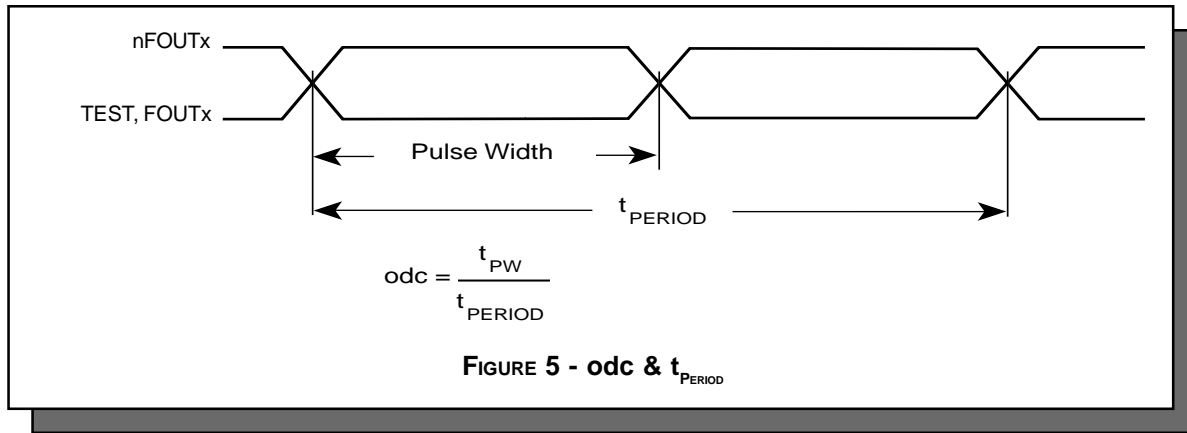 nFOUTx
TEST, FOUTx
Pulse Width
tPERIOD
odc = tPW
tPERIOD
FIGURE 5 - odc & tPERIOD